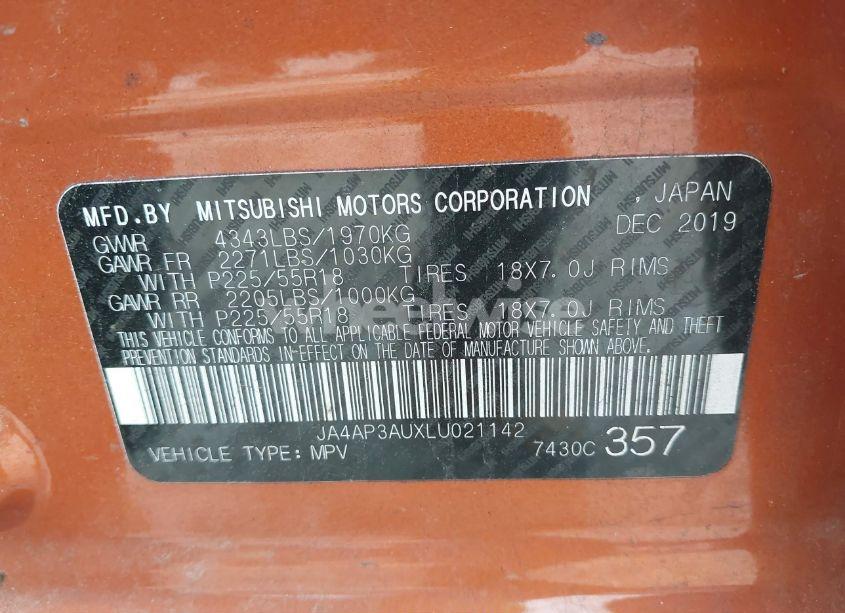 MFD.BY MITSUBISHI MOTORS CORPORATION , JAPAN
GVWR 4343LBS/1970KG DEC 2019
GAWR FR 2271LBS/1030KG
WITH P225/55R18 TIRES 18X7.0J RIMS
GAWR RR 2205LBS/1000KG
WITH P225/55R18 TIRES 18X7.0J RIMS
THIS VEHICLE CONFORMS TO ALL APPLICABLE FEDERAL MOTOR VEHICLE SAFETY AND THEFT
PREVENTION STANDARDS IN-EFFECT ON THE DATE OF MANUFACTURE SHOWN ABOVE.
JA4AP3AUXLU021142
VEHICLE TYPE: MPV 7430C 357
wheelwire